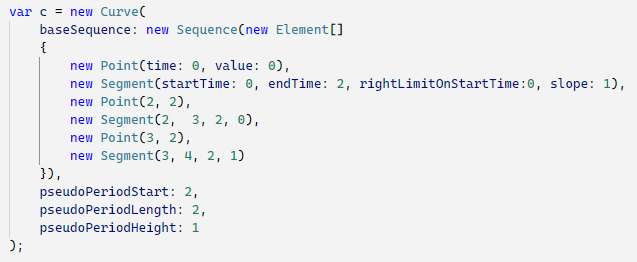 var c = new Curve(
    baseSequence: new Sequence(new Element[]
    {
        new Point(time: 0, value: 0),
        new Segment(startTime: 0, endTime: 2, rightLimitOnStartTime:0, slope: 1),
        new Point(2, 2),
        new Segment(2,  3, 2, 0),
        new Point(3, 2),
        new Segment(3, 4, 2, 1)
    }),
    pseudoPeriodStart: 2,
    pseudoPeriodLength: 2,
    pseudoPeriodHeight: 1
);